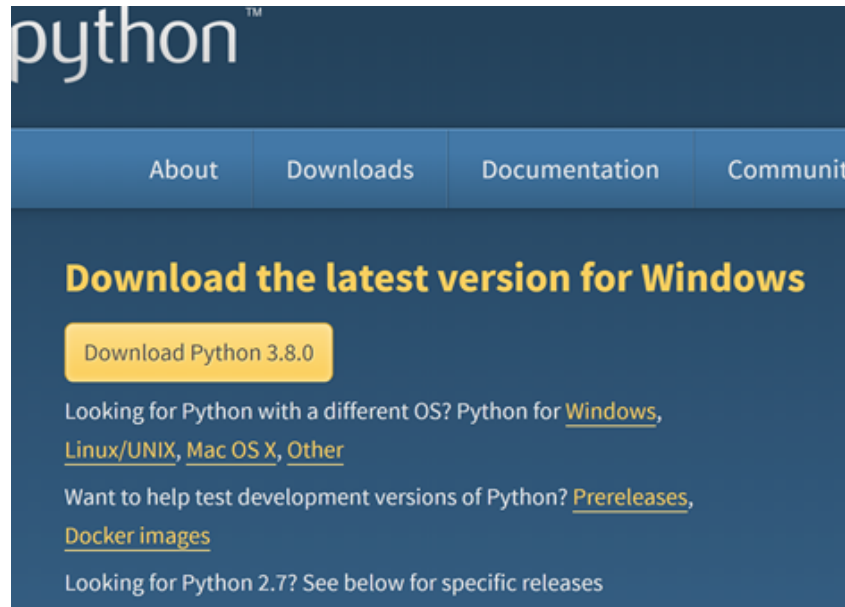 python™
About Downloads Documentation Communit
Download the latest version for Windows
Download Python 3.8.0
Looking for Python with a different OS? Python for Windows,
Linux/UNIX, Mac OS X, Other
Want to help test development versions of Python? Prereleases,
Docker images
Looking for Python 2.7? See below for specific releases